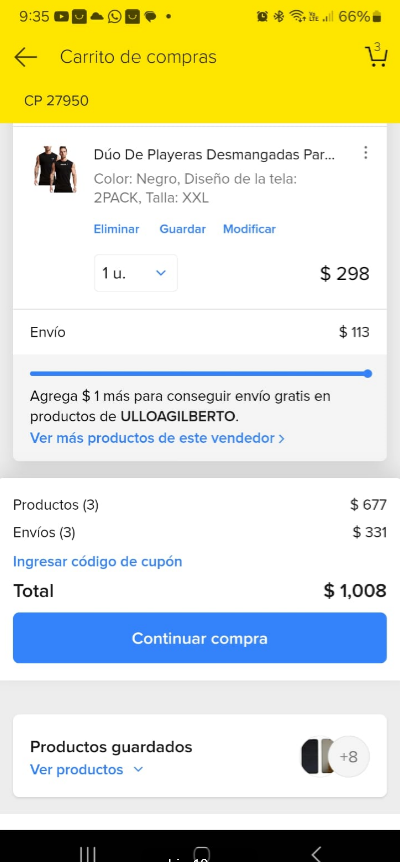 9:35
66%
Carrito de compras
3
CP 27950
Dúo De Playeras Desmangadas Par...
Color: Negro, Diseño de la tela:
2PACK, Talla: XXL
Eliminar Guardar Modificar
1 u.
$ 298
Envío
$ 113
Agrega $ 1 más para conseguir envío gratis en
productos de ULLOAGILBERTO.
Ver más productos de este vendedor
Productos (3)
$ 677
Envíos (3)
$ 331
Ingresar código de cupón
Total
$ 1,008
Continuar compra
Productos guardados
Ver productos
+8